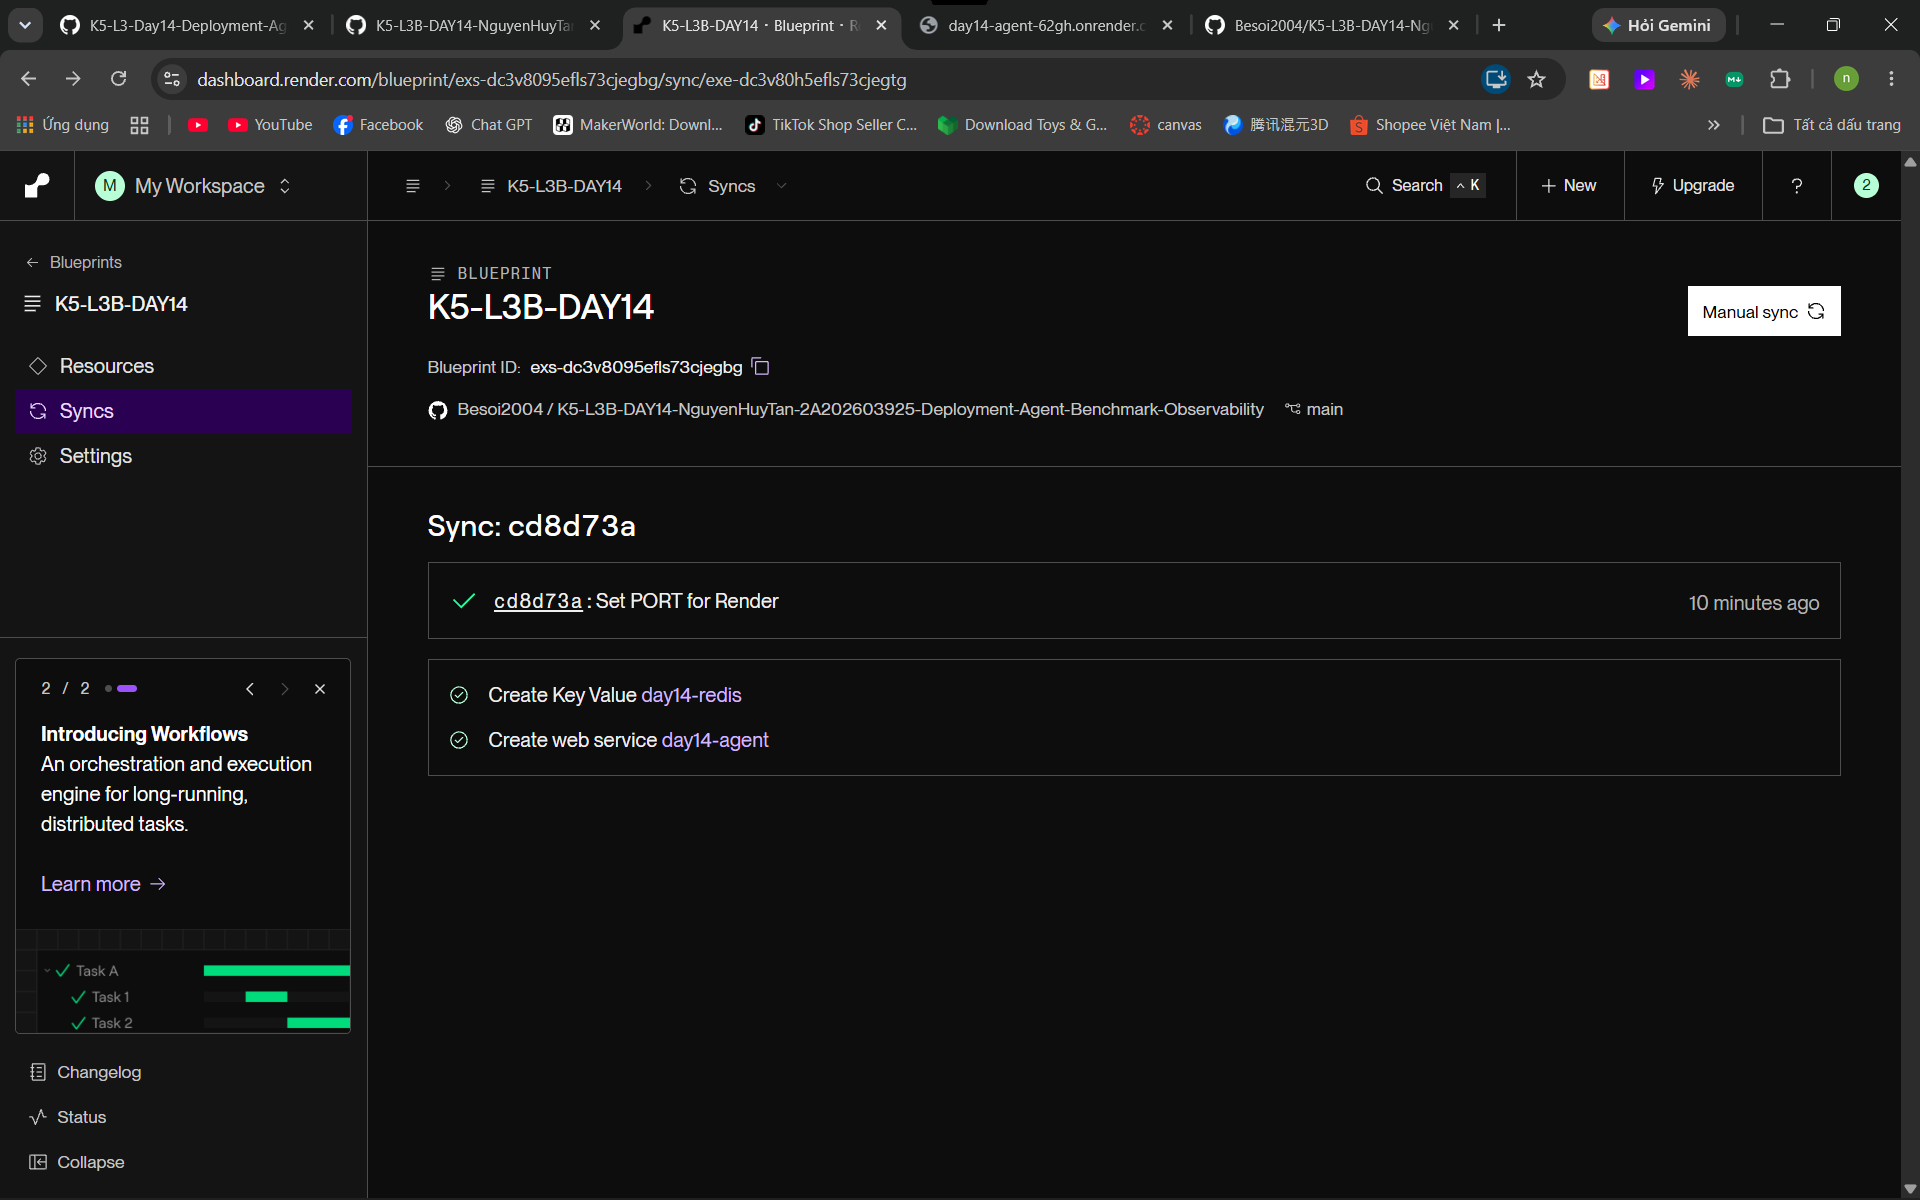 K5-L3-Day14-Deployment-Ag
K5-L3B-DAY14-NguyenHuyTa
K5-L3B-DAY14 · Blueprint · R
day14-agent-62gh.onrender.c
Besoi2004/K5-L3B-DAY14-Ng
Hỏi Gemini
dashboard.render.com/blueprint/exs-dc3v8095efls73cjegbg/sync/exe-dc3v80h5efls73cjegtg
n
Ứng dụng
YouTube
Facebook
Chat GPT
MakerWorld: Downl...
TikTok Shop Seller C...
Download Toys & G...
canvas
腾讯混元3D
Shopee Việt Nam |...
Tất cả dấu trang
M My Workspace
K5-L3B-DAY14
Syncs
Search ^ K
+ New
Upgrade
?
2
Blueprints
K5-L3B-DAY14
Resources
Syncs
Settings
BLUEPRINT
K5-L3B-DAY14
Manual sync
Blueprint ID: exs-dc3v8095efls73cjegbg
Besoi2004 / K5-L3B-DAY14-NguyenHuyTan-2A202603925-Deployment-Agent-Benchmark-Observability main
Sync: cd8d73a
cd8d73a : Set PORT for Render
10 minutes ago
Create Key Value day14-redis
Create web service day14-agent
2 / 2
Introducing Workflows
An orchestration and execution
engine for long-running,
distributed tasks.
Learn more →
Task A
Task 1
Task 2
Changelog
Status
Collapse